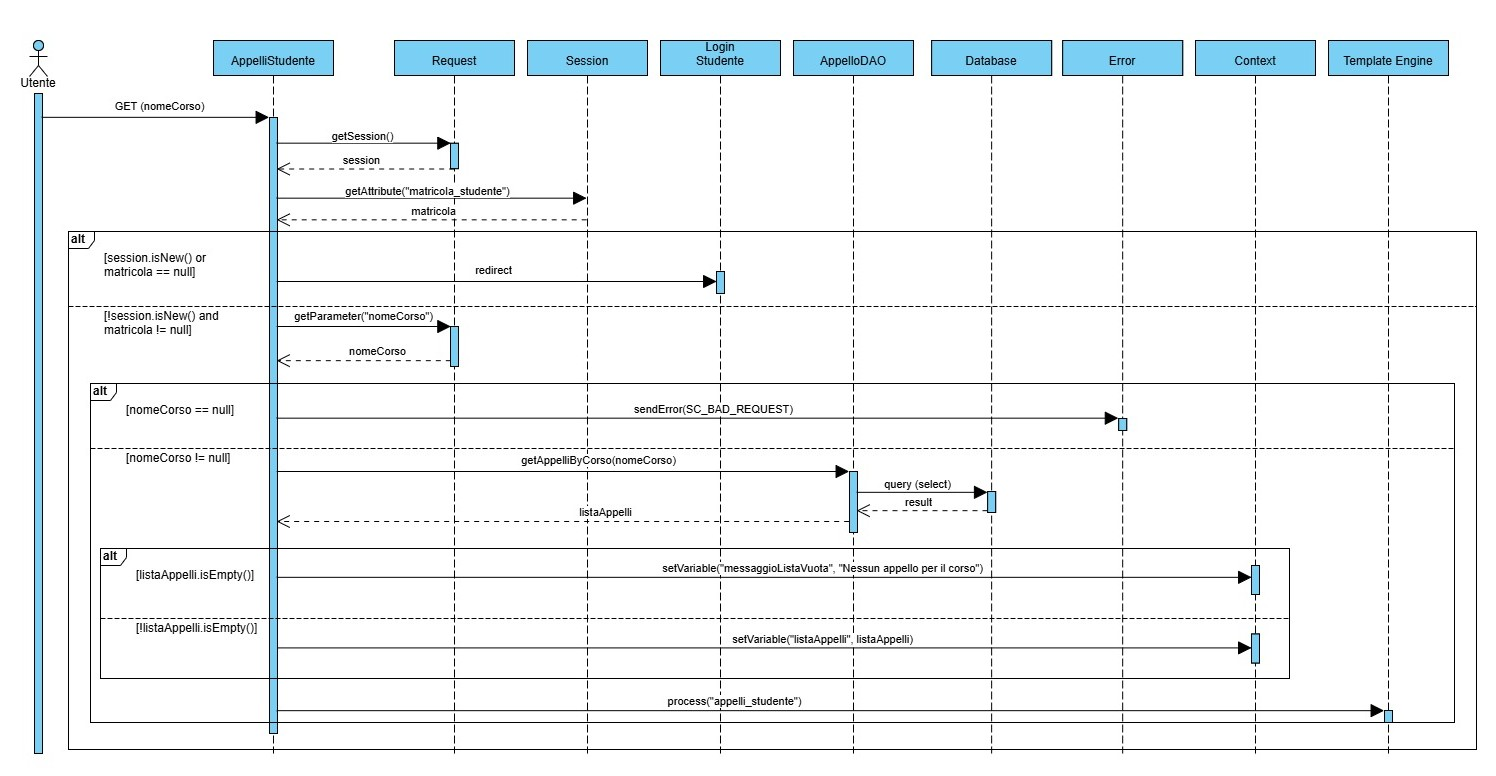 Utente
AppelliStudente
Request
Session
Login
Studente
AppelloDAO
Database
Error
Context
Template Engine
GET (nomeCorso)
getSession()
session
getAttribute("matricola_studente")
matricola
alt
[session.isNew() or
matricola == null]
redirect
[!session.isNew() and
matricola != null]
getParameter("nomeCorso")
nomeCorso
alt
[nomeCorso == null]
sendError(SC_BAD_REQUEST)
[nomeCorso != null]
getAppelliByCorso(nomeCorso)
query (select)
result
listaAppelli
alt
[listaAppelli.isEmpty()]
setVariable("messaggioListaVuota", "Nessun appello per il corso")
[!listaAppelli.isEmpty()]
setVariable("listaAppelli", listaAppelli)
process("appelli_studente")